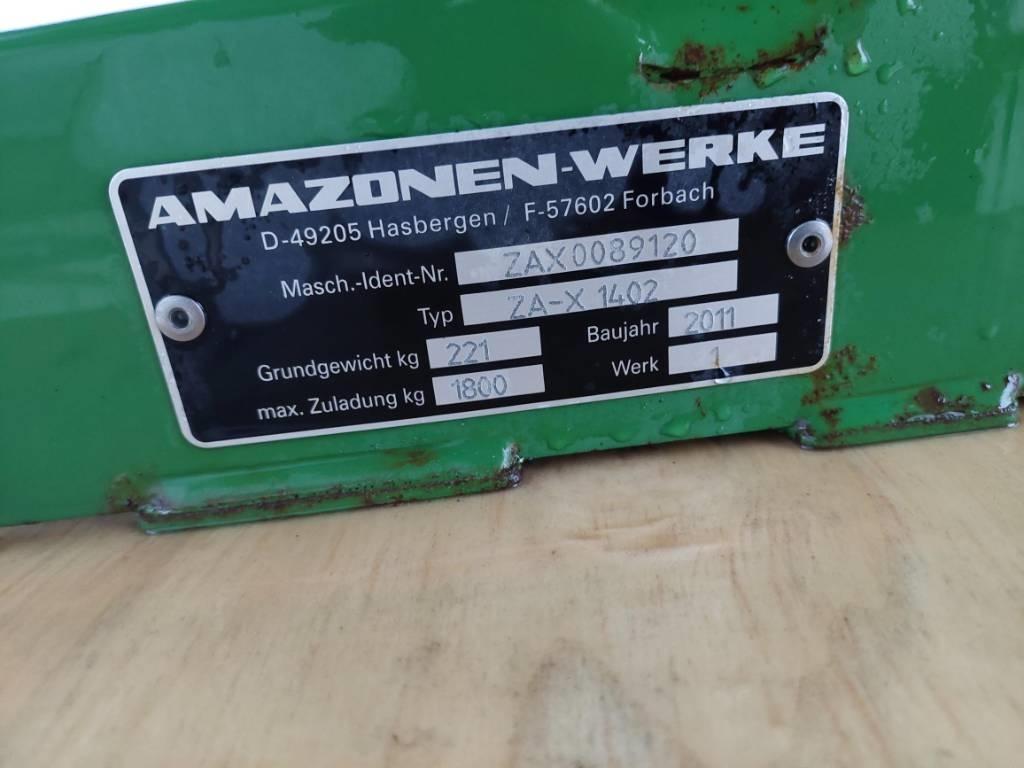 AMAZONEN-WERKE
D-49205 Hasbergen / F-57602 Forbach
Masch.-Ident-Nr. ZAX0089120
Typ ZA-X 1402
Grundgewicht kg 221 Baujahr 2011
max. Zuladung kg 1800 Werk 1